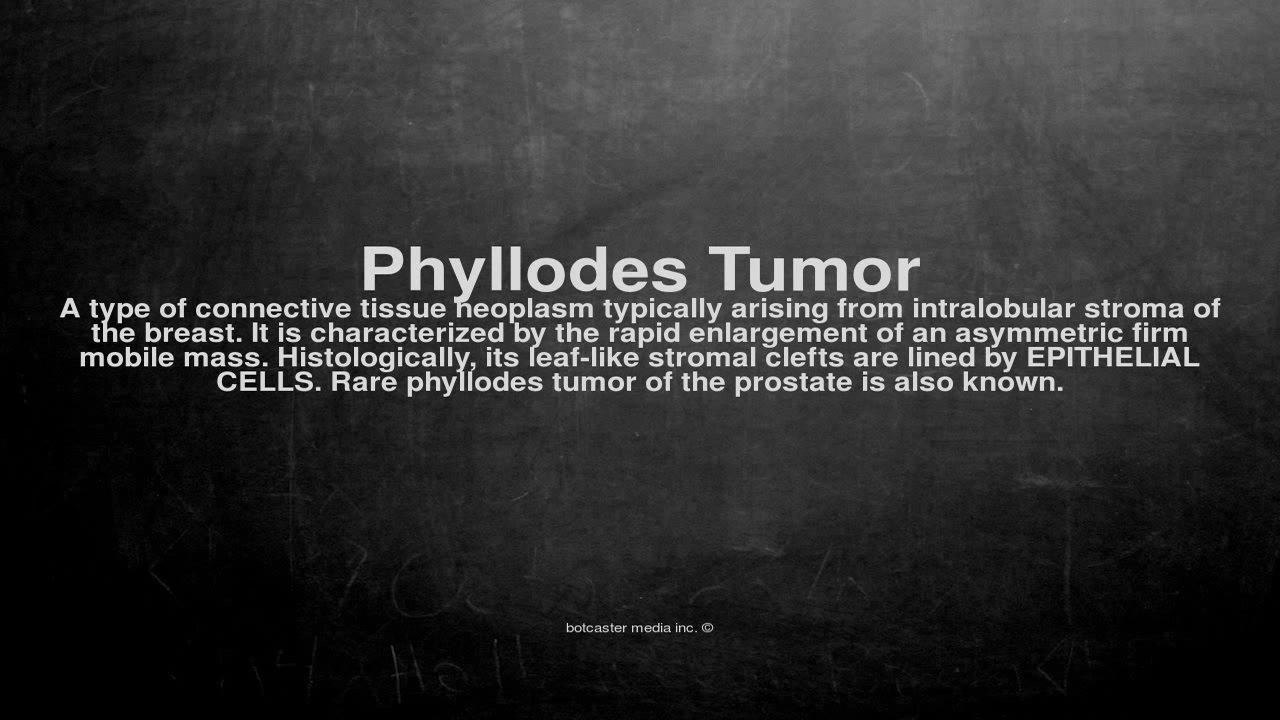 Phyllodes Tumor
A type of connective tissue neoplasm typically arising from intralobular stroma of
the breast. It is characterized by the rapid enlargement of an asymmetric firm
mobile mass. Histologically, its leaf-like stromal clefts are lined by EPITHELIAL
CELLS. Rare phyllodes tumor of the prostate is also known.
botcaster media inc. ©